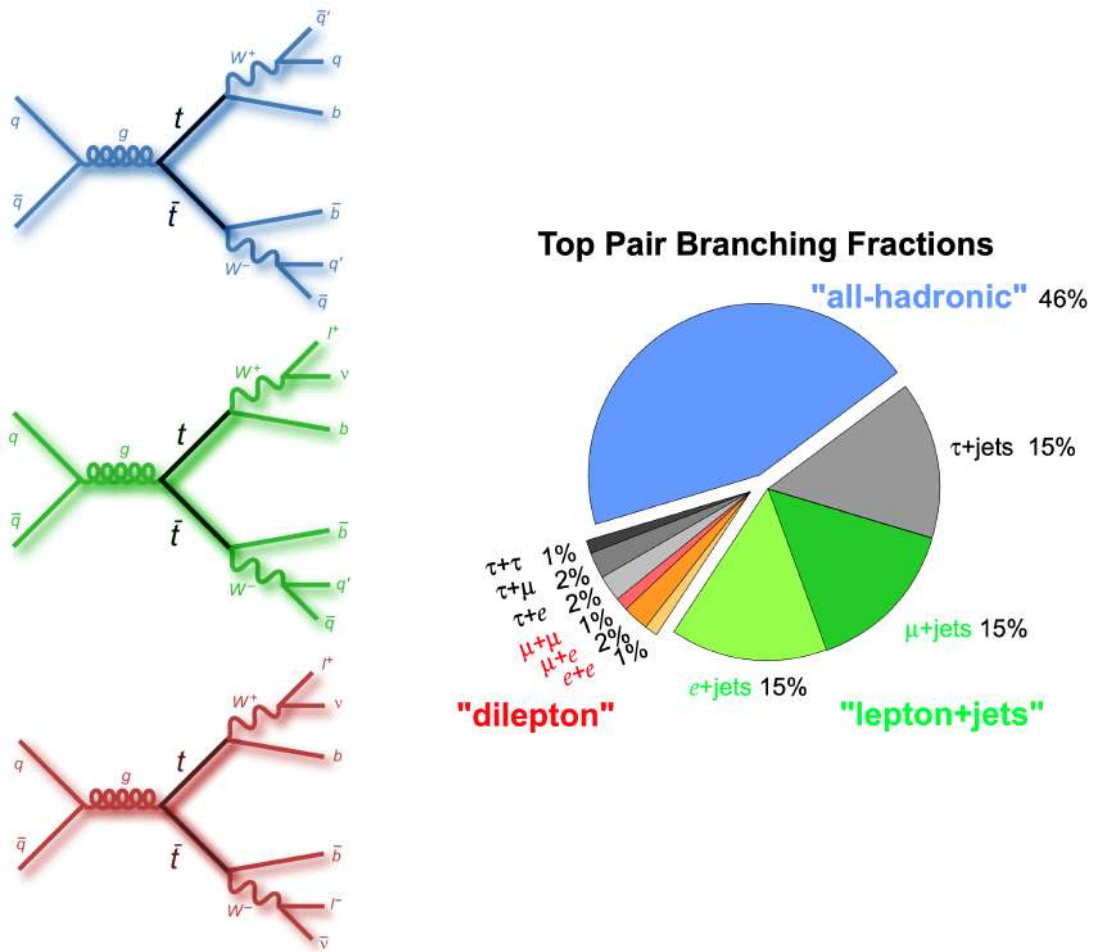 q̄'
W⁺
q
q
t
b
g
q̄
t̄
b̄
W⁻
q'
q̄
l⁺
W⁺
ν
q
t
b
g
q̄
t̄
b̄
W⁻
q'
q̄
l⁺
W⁺
ν
q
t
b
g
q̄
t̄
b̄
W⁻
l⁻
ν̄
Top Pair Branching Fractions
"all-hadronic" 46%
τ+jets 15%
μ+jets 15%
e+jets 15%
"lepton+jets"
τ+τ 1%
τ+μ 2%
τ+e 2%
μ+μ 1%
μ+e 2%
e+e 1%
"dilepton"